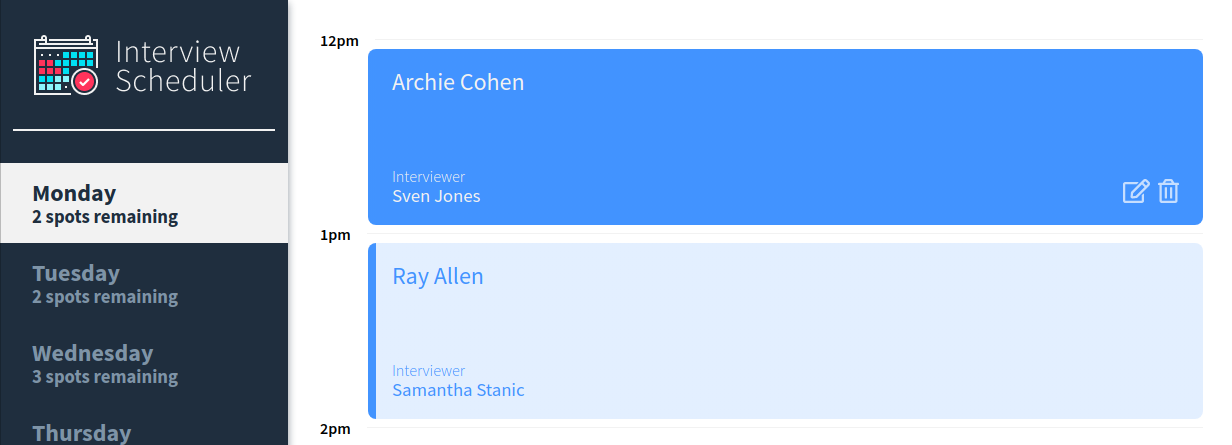 Interview
Scheduler
Monday
2 spots remaining
Tuesday
2 spots remaining
Wednesday
3 spots remaining
Thursday
12pm
Archie Cohen
Interviewer
Sven Jones
1pm
Ray Allen
Interviewer
Samantha Stanic
2pm